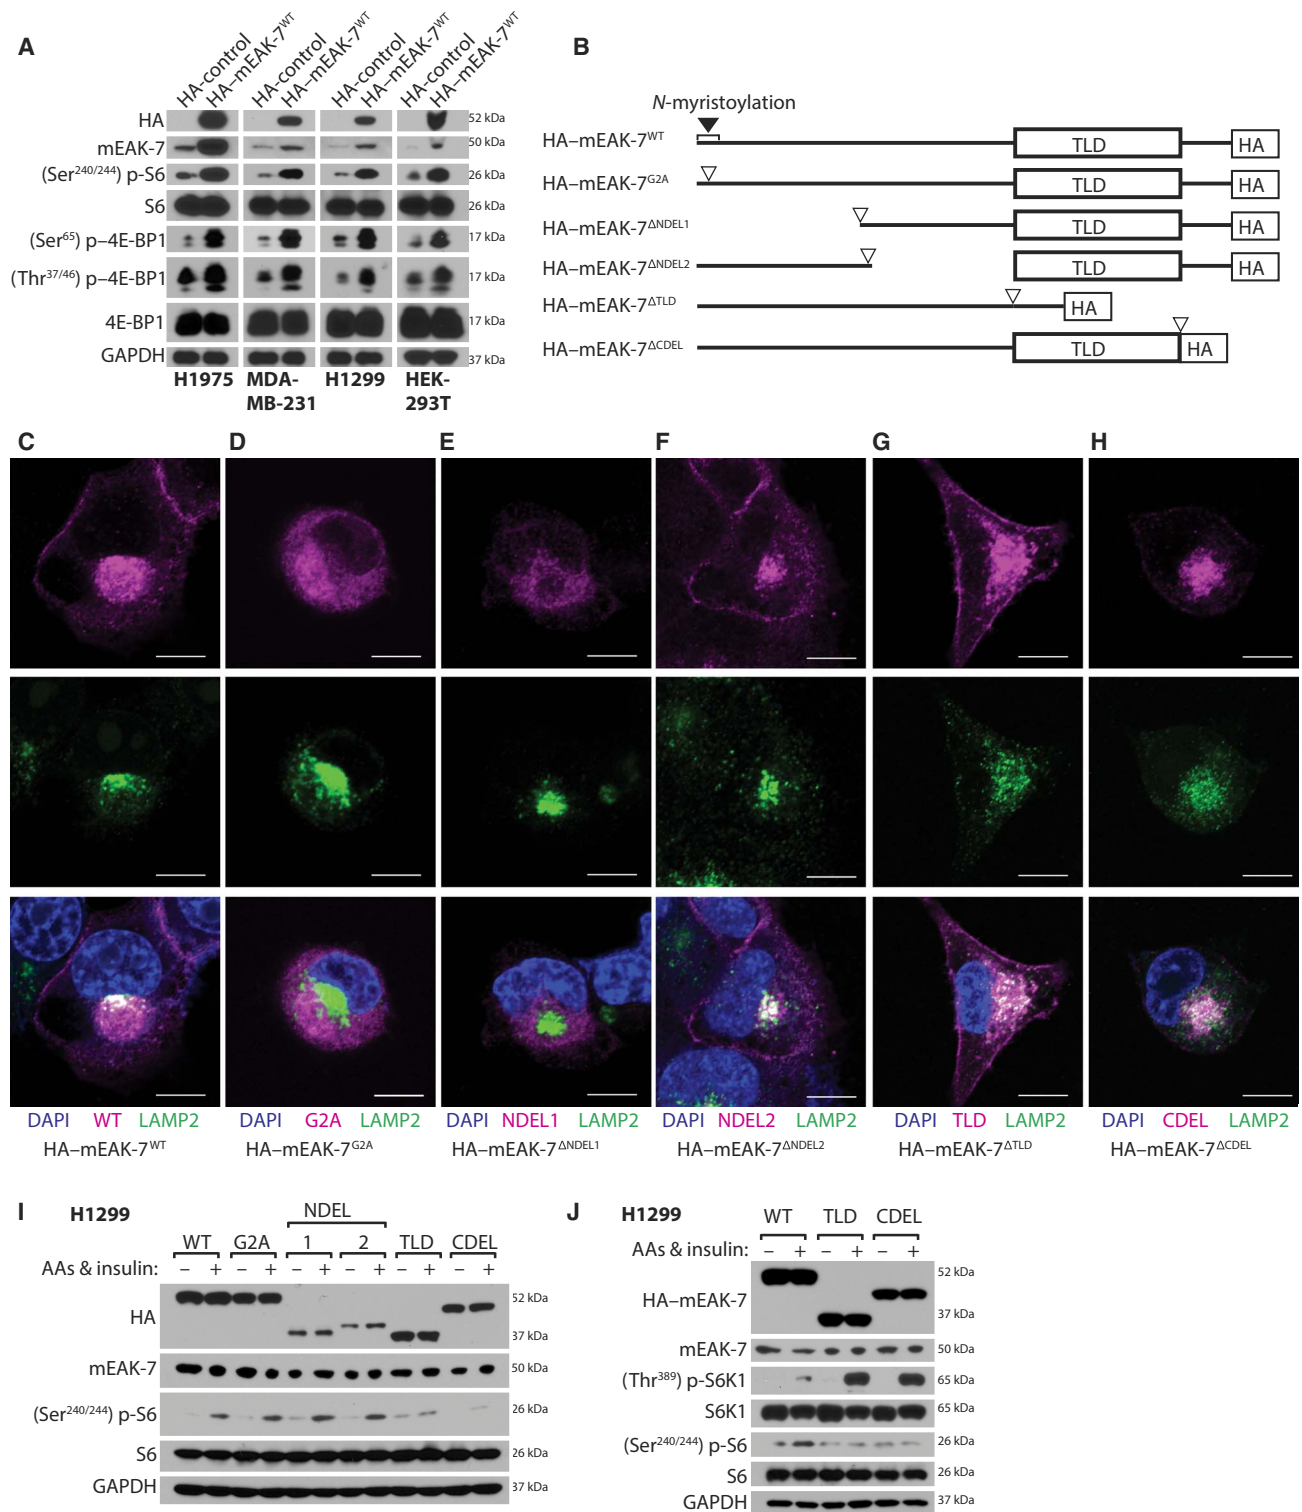 A
HA-control
HA–mEAK-7WT
HA-control
HA–mEAK-7WT
HA-control
HA–mEAK-7WT
HA-control
HA–mEAK-7WT
HA
52 kDa
mEAK-7
50 kDa
(Ser240/244) p-S6
26 kDa
S6
26 kDa
(Ser65) p–4E-BP1
17 kDa
(Thr37/46) p–4E-BP1
17 kDa
4E-BP1
17 kDa
GAPDH
37 kDa
H1975
MDA-MB-231
H1299
HEK-293T
B
N-myristoylation
HA–mEAK-7WT
TLD
HA
HA–mEAK-7G2A
TLD
HA
HA–mEAK-7ΔNDEL1
TLD
HA
HA–mEAK-7ΔNDEL2
TLD
HA
HA–mEAK-7ΔTLD
HA
HA–mEAK-7ΔCDEL
TLD
HA
C
D
E
F
G
H
DAPI WT LAMP2
HA–mEAK-7WT
DAPI G2A LAMP2
HA–mEAK-7G2A
DAPI NDEL1 LAMP2
HA–mEAK-7ΔNDEL1
DAPI NDEL2 LAMP2
HA–mEAK-7ΔNDEL2
DAPI TLD LAMP2
HA–mEAK-7ΔTLD
DAPI CDEL LAMP2
HA–mEAK-7ΔCDEL
I
H1299
NDEL
WT G2A 1 2 TLD CDEL
AAs & insulin: – + – + – + – + – + – +
HA
52 kDa
37 kDa
mEAK-7
50 kDa
(Ser240/244) p-S6
26 kDa
S6
26 kDa
GAPDH
37 kDa
J
H1299
WT TLD CDEL
AAs & insulin: – + – + – +
HA–mEAK-7
52 kDa
37 kDa
mEAK-7
50 kDa
(Thr389) p-S6K1
65 kDa
S6K1
65 kDa
(Ser240/244) p-S6
26 kDa
S6
26 kDa
GAPDH
37 kDa